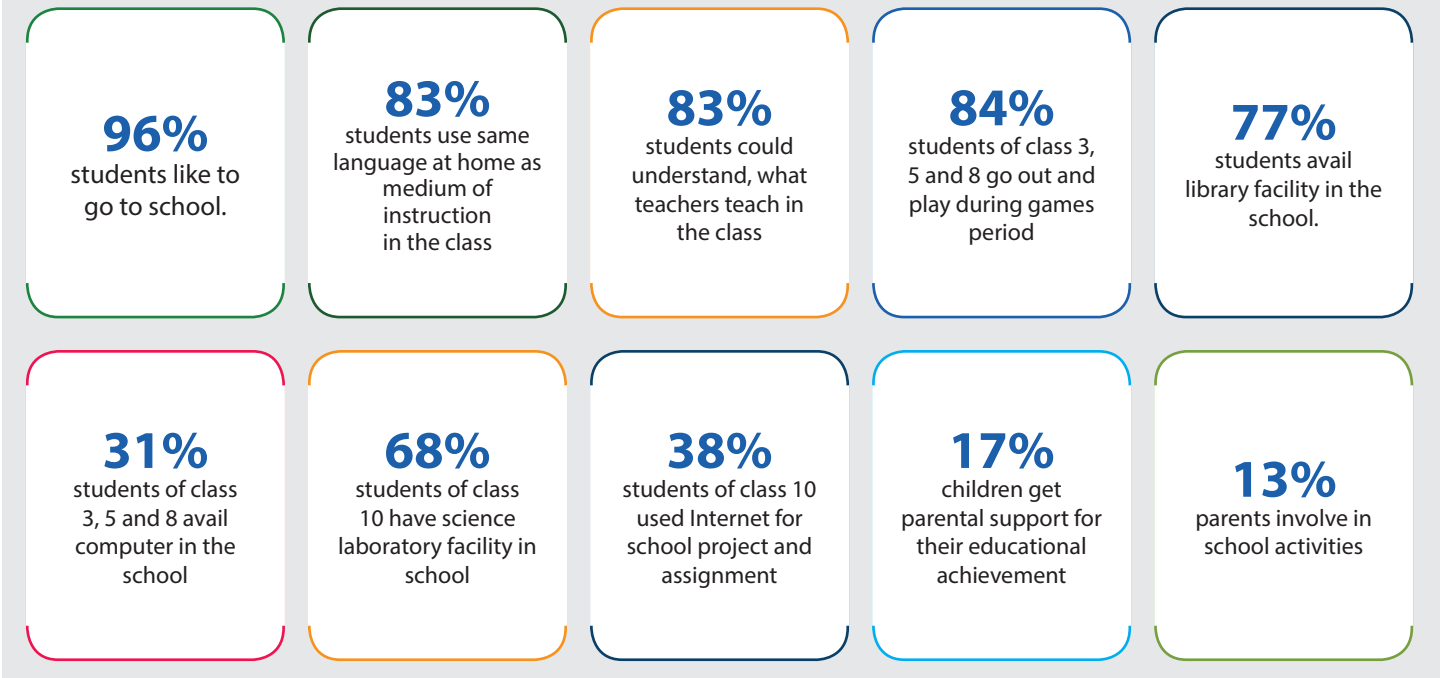 96%
students like to
go to school.
83%
students use same
language at home as
medium of
instruction
in the class
83%
students could
understand, what
teachers teach in
the class
84%
students of class 3,
5 and 8 go out and
play during games
period
77%
students avail
library facility in the
school.
31%
students of class
3, 5 and 8 avail
computer in the
school
68%
students of class
10 have science
laboratory facility in
school
38%
students of class 10
used Internet for
school project and
assignment
17%
children get
parental support for
their educational
achievement
13%
parents involve in
school activities